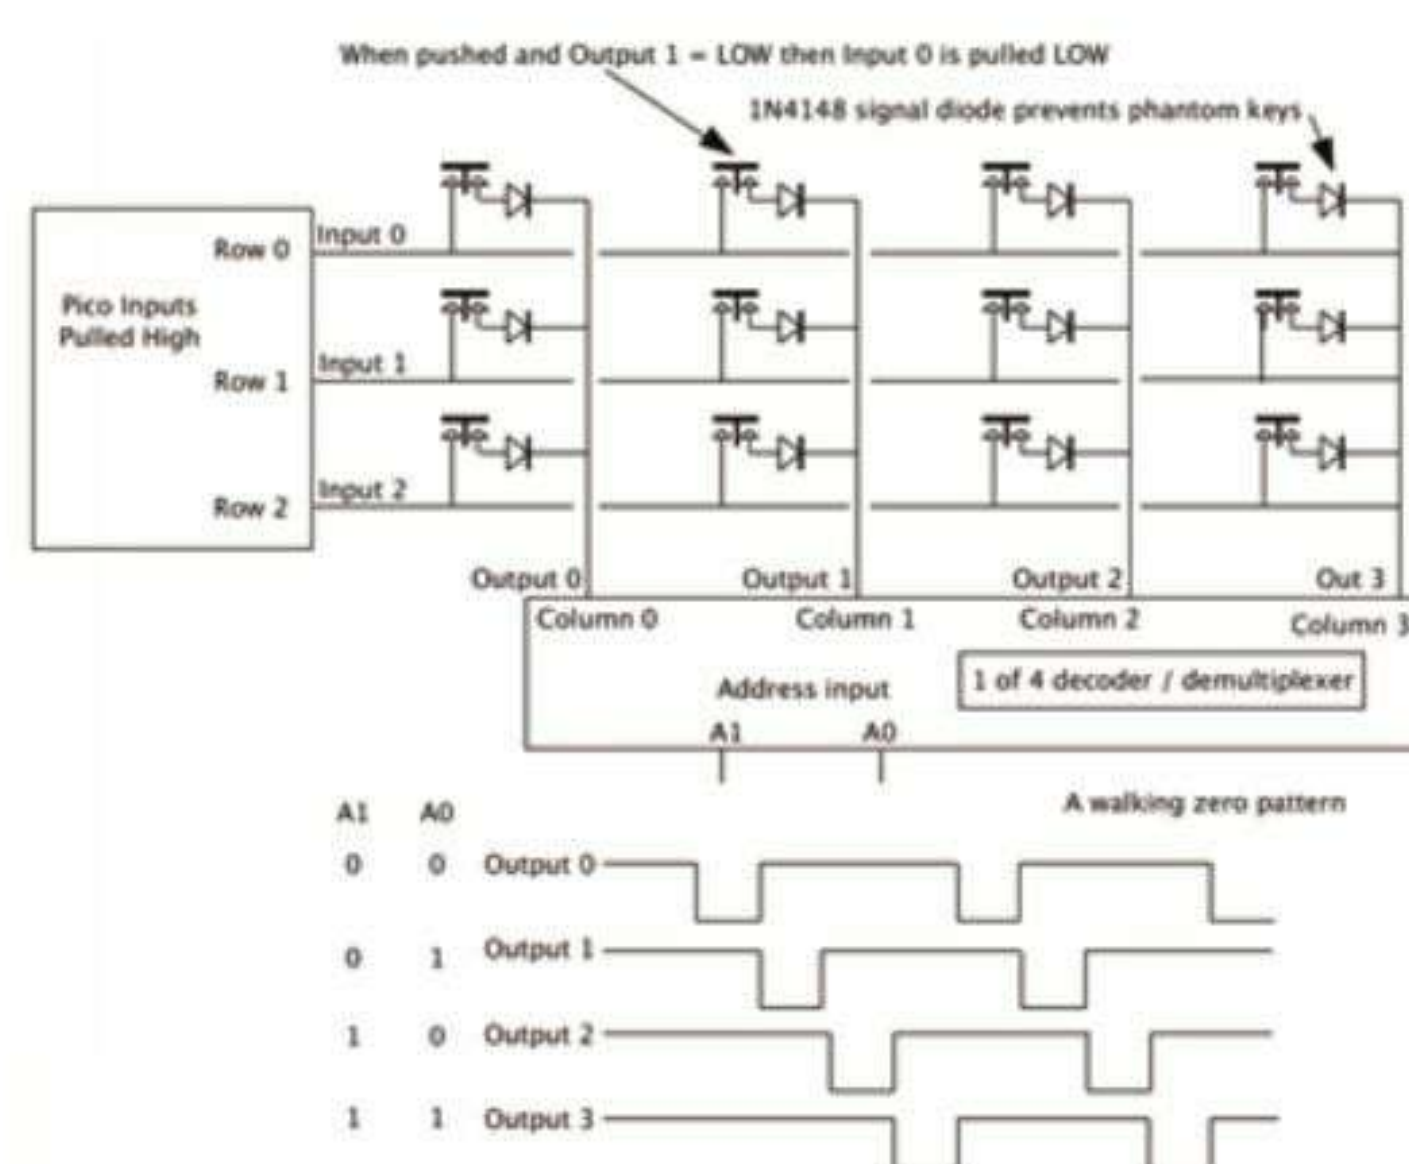 When pushed and Output 1 = LOW then Input 0 is pulled LOW
1N4148 signal diode prevents phantom keys
Row 0
Input 0
Pico Inputs
Pulled High
Row 1
Input 1
Row 2
Input 2
Output 0
Output 1
Output 2
Out 3
Column 0
Column 1
Column 2
Column 3
1 of 4 decoder / demultiplexer
Address input
A1
A0
A walking zero pattern
A1 A0
0 0 Output 0
0 1 Output 1
1 0 Output 2
1 1 Output 3